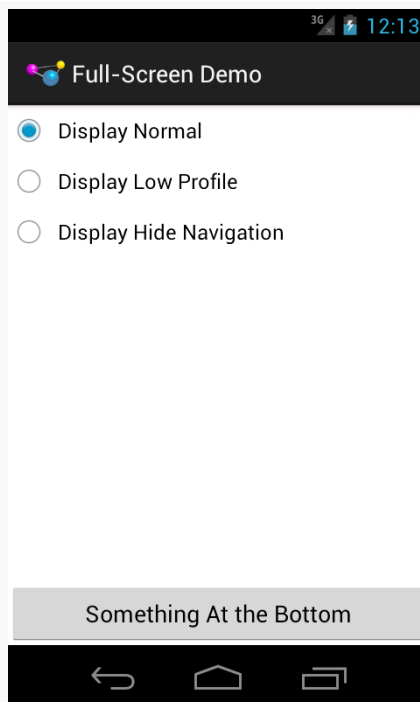 3G 12:13
Full-Screen Demo
Display Normal
Display Low Profile
Display Hide Navigation
Something At the Bottom